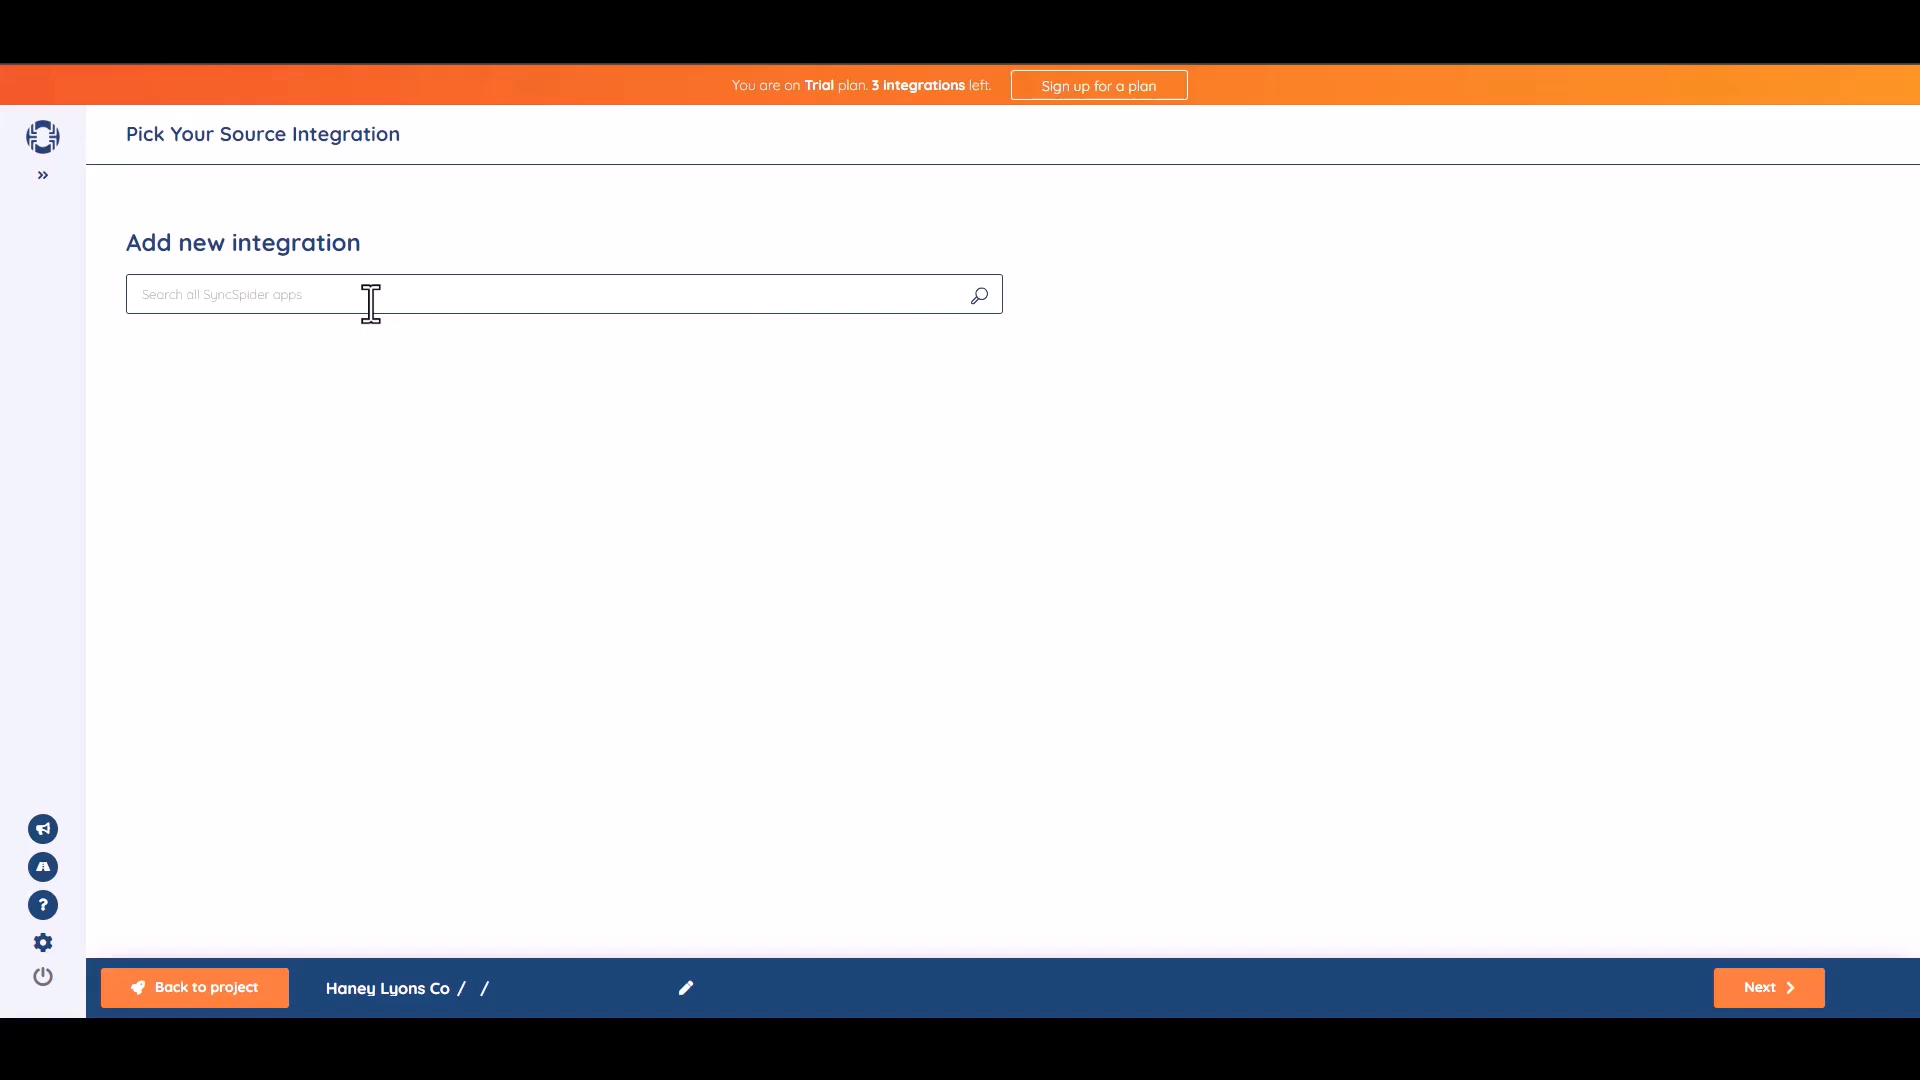 You are on Trial plan. 3 integrations left.
Sign up for a plan
Pick Your Source Integration
Add new integration
Search all SyncSpider apps
Back to project
Haney Lyons Co / /
Next